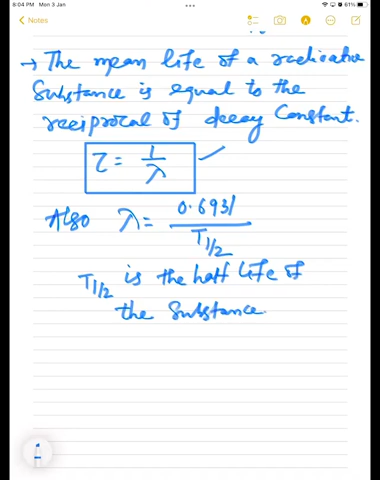 8:04 PM Mon 3 Jan
61%
Notes
→ The mean life of a radioactive
Substance is equal to the
reciprocal of decay Constant.
τ = 1/λ ✓
Also λ = 0.6931/T1/2
T1/2 is the half life of
the Substance.